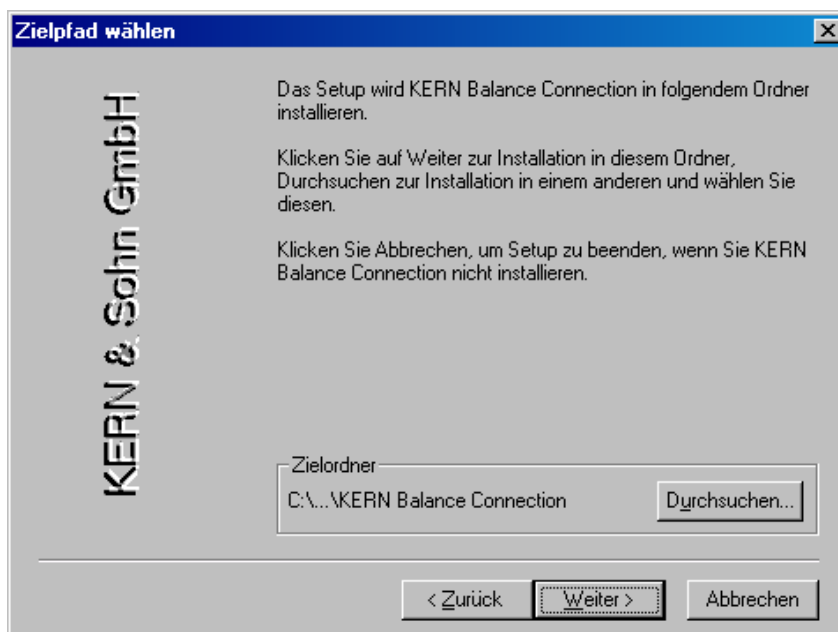 Zielpfad wählen
KERN & Sohn GmbH
Das Setup wird KERN Balance Connection in folgendem Ordner
installieren.
Klicken Sie auf Weiter zur Installation in diesem Ordner,
Durchsuchen zur Installation in einem anderen und wählen Sie
diesen.
Klicken Sie Abbrechen, um Setup zu beenden, wenn Sie KERN
Balance Connection nicht installieren.
Zielordner
C:\...\KERN Balance Connection
Durchsuchen...
< Zurück
Weiter >
Abbrechen